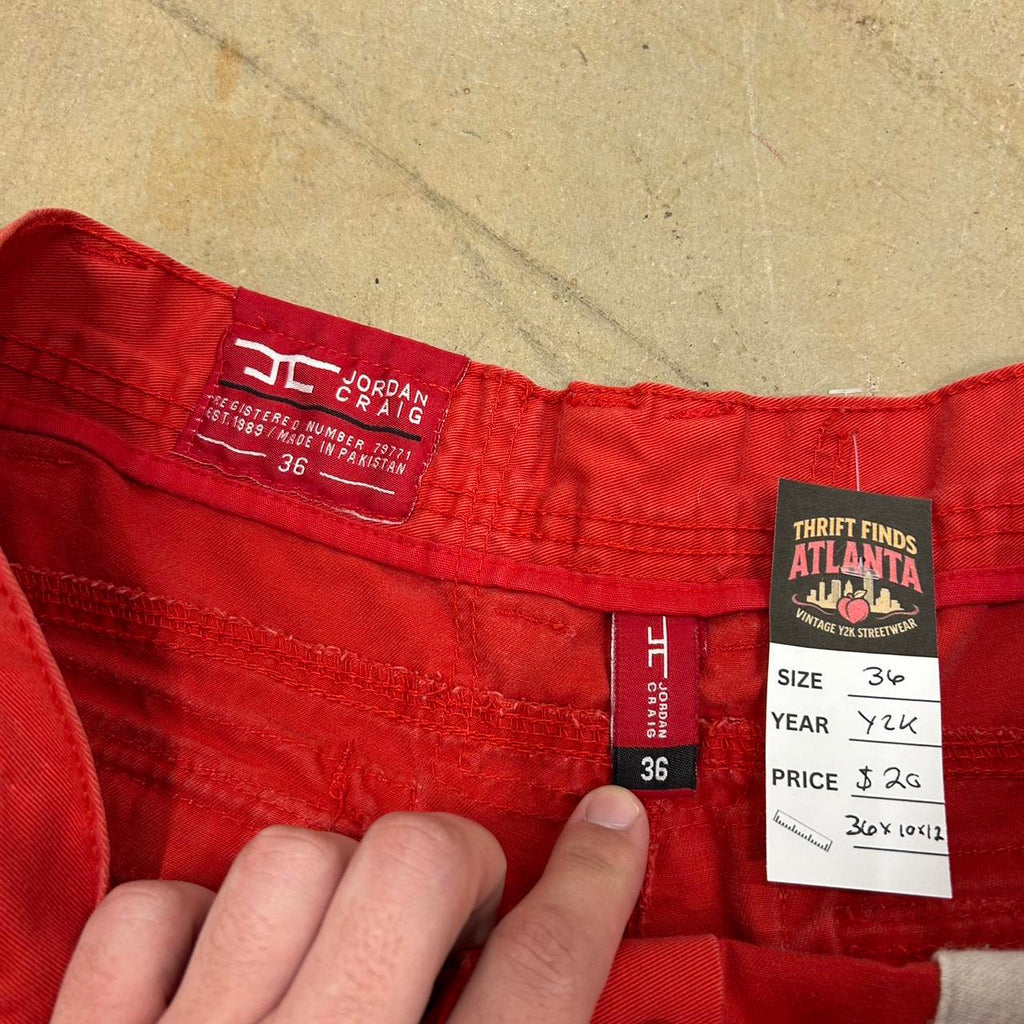 JORDAN
CRAIG
REGISTERED NUMBER 79771
EST. 1989 / MADE IN PAKISTAN
36
JORDAN
CRAIG
36
THRIFT FINDS
ATLANTA
VINTAGE Y2K STREETWEAR
SIZE 36
YEAR Y2K
PRICE $20
36x10x12